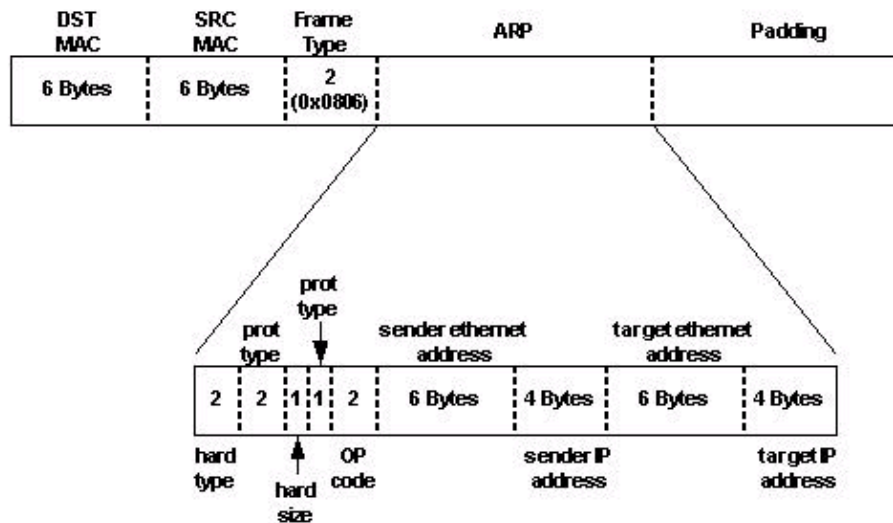 DST MAC
SRC MAC
Frame Type
ARP
Padding
6 Bytes
6 Bytes
2 (0x0806)
prot type
prot type
sender ethernet address
target ethernet address
2
2
1
1
2
6 Bytes
4 Bytes
6 Bytes
4 Bytes
hard type
hard size
OP code
sender IP address
target IP address